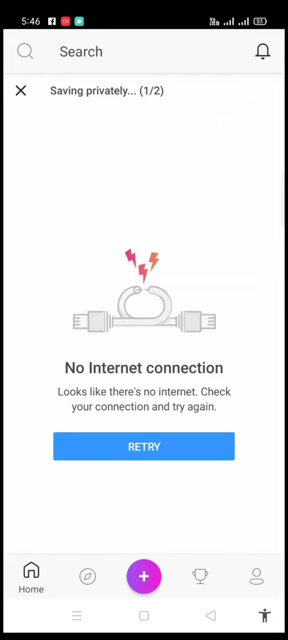 5:46
Search
Saving privately... (1/2)
No Internet connection
Looks like there's no internet. Check
your connection and try again.
RETRY
Home